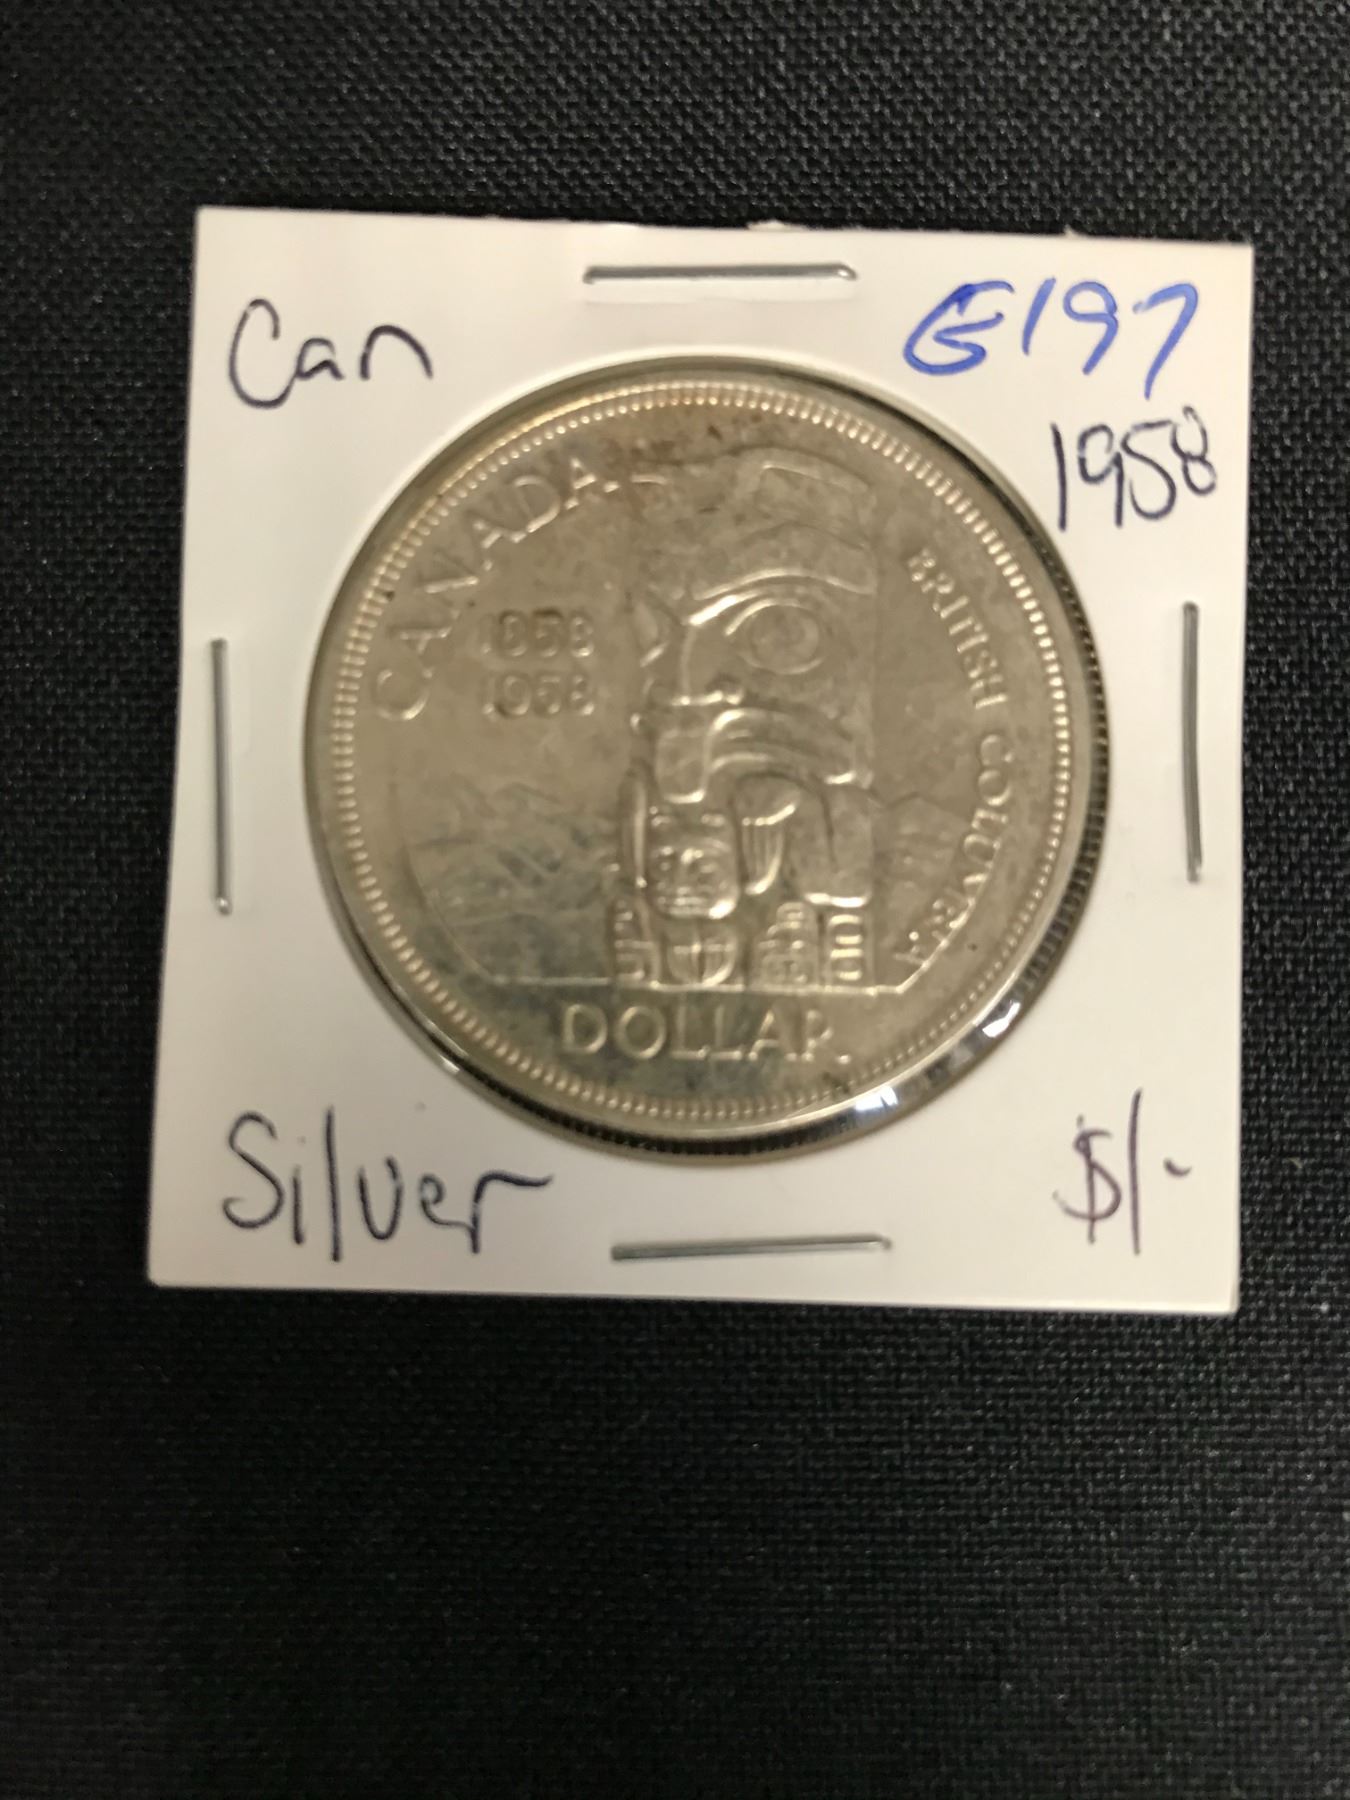 Can
G197
1958
CANADA
1858
1958
BRITISH COLUMBIA
DOLLAR
Silver
$1.-